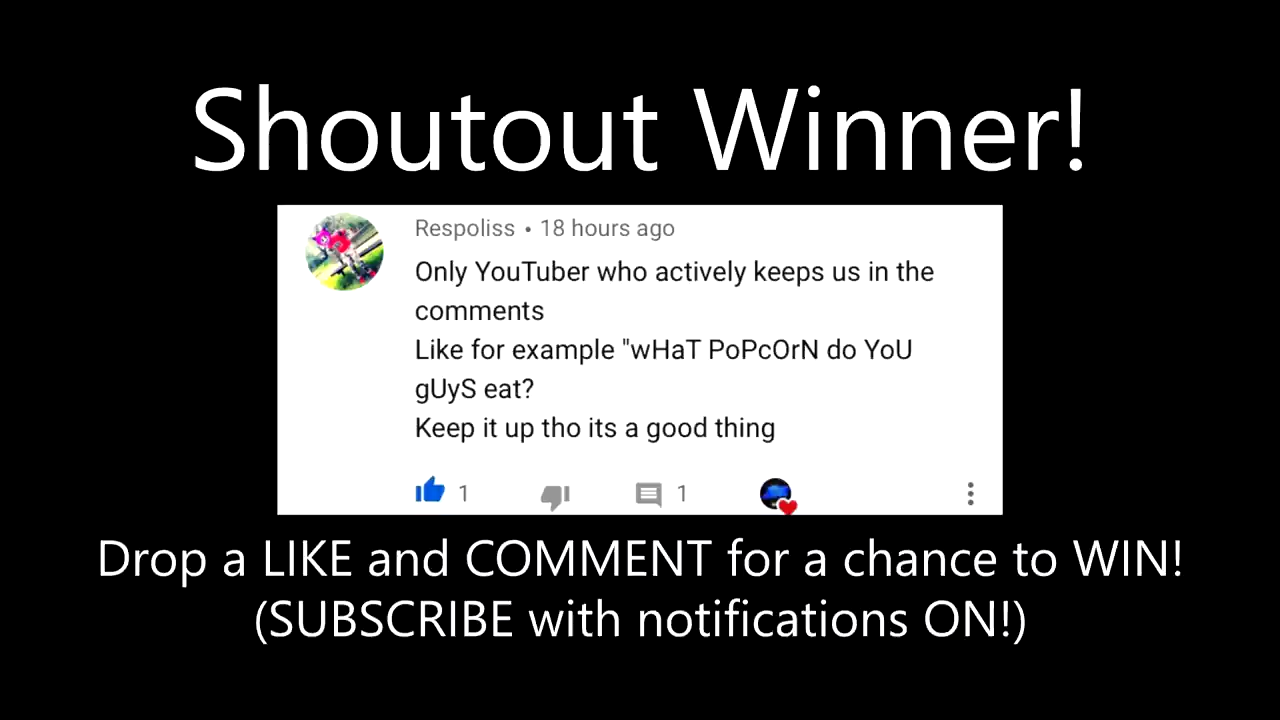 Shoutout Winner!
Respoliss • 18 hours ago
Only YouTuber who actively keeps us in the
comments
Like for example "wHaT PoPcOrN do YoU
gUyS eat?
Keep it up tho its a good thing
1 1
Drop a LIKE and COMMENT for a chance to WIN!
(SUBSCRIBE with notifications ON!)